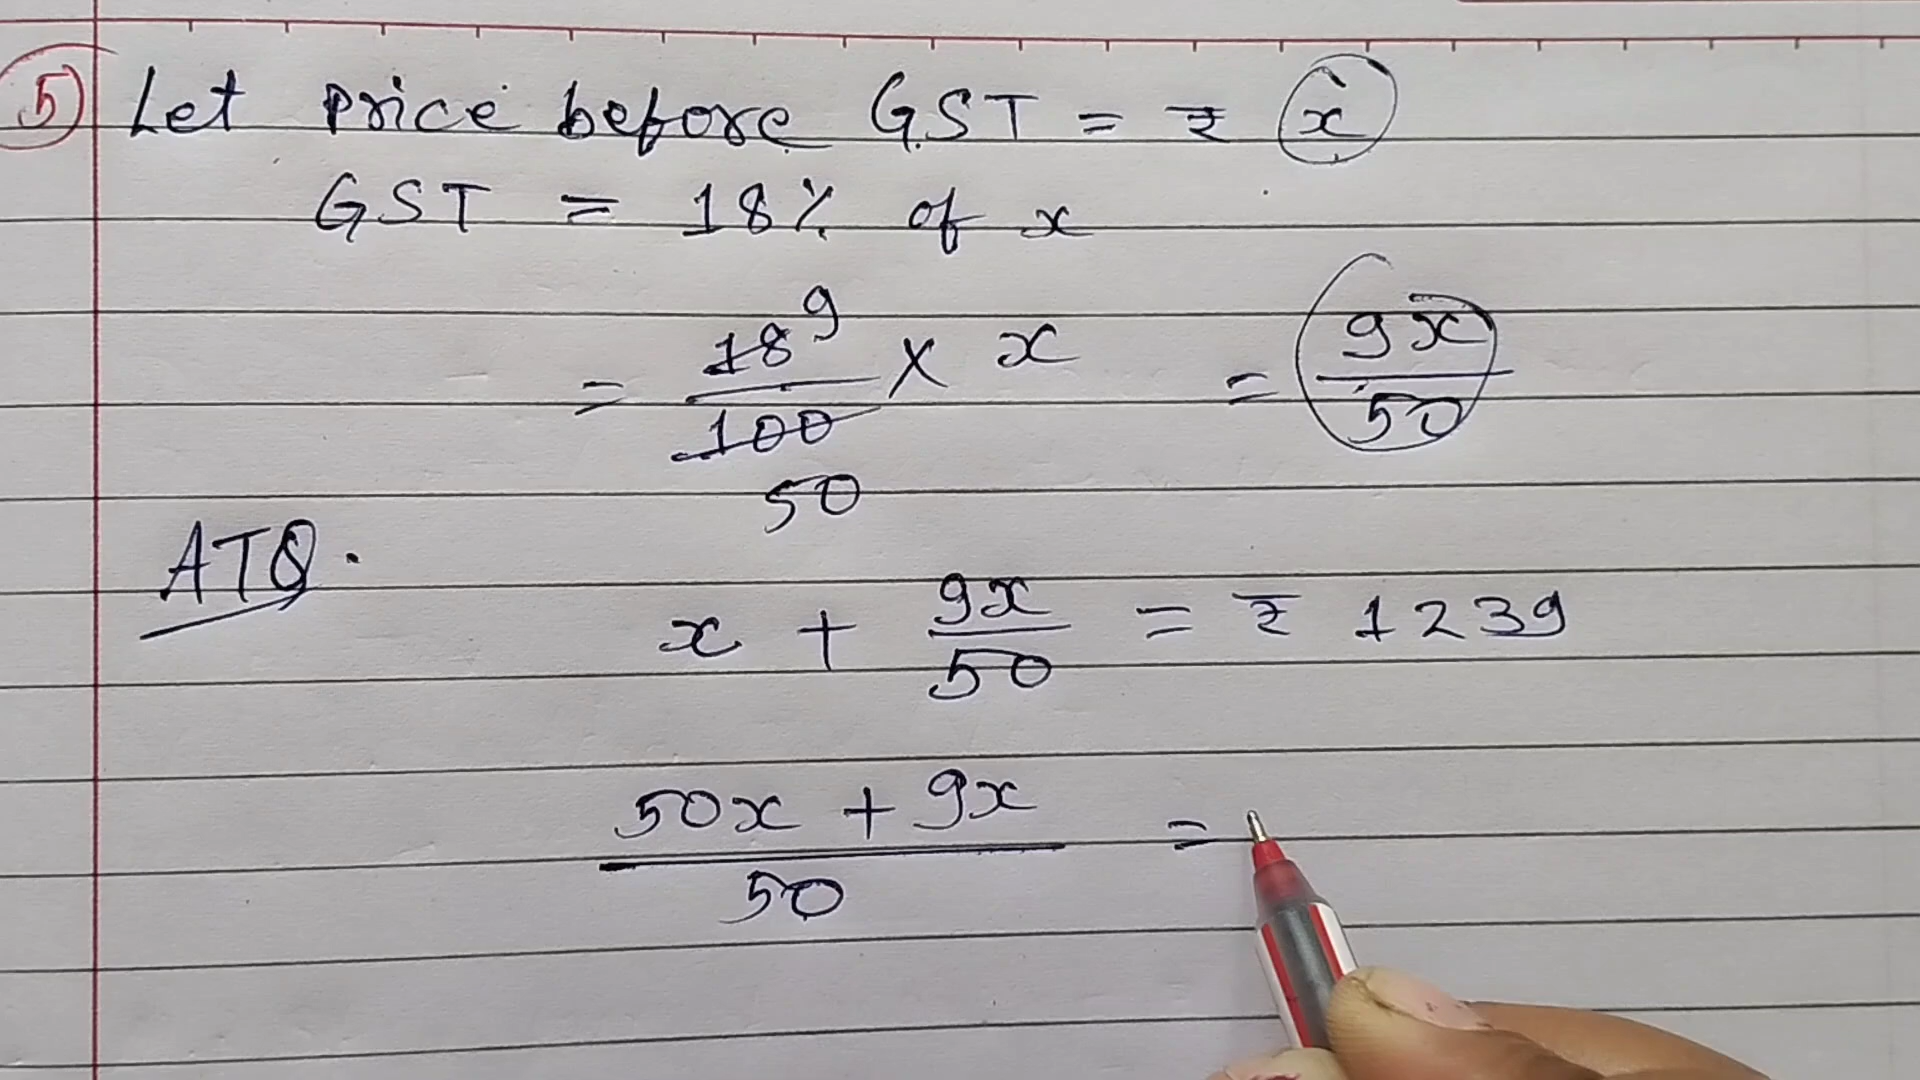 5 Let Price before GST = ₹ x
GST = 18% of x
= 18/100 × x = 9x/50
9
50
ATQ.
x + 9x/50 = ₹ 1239
50x + 9x / 50 =